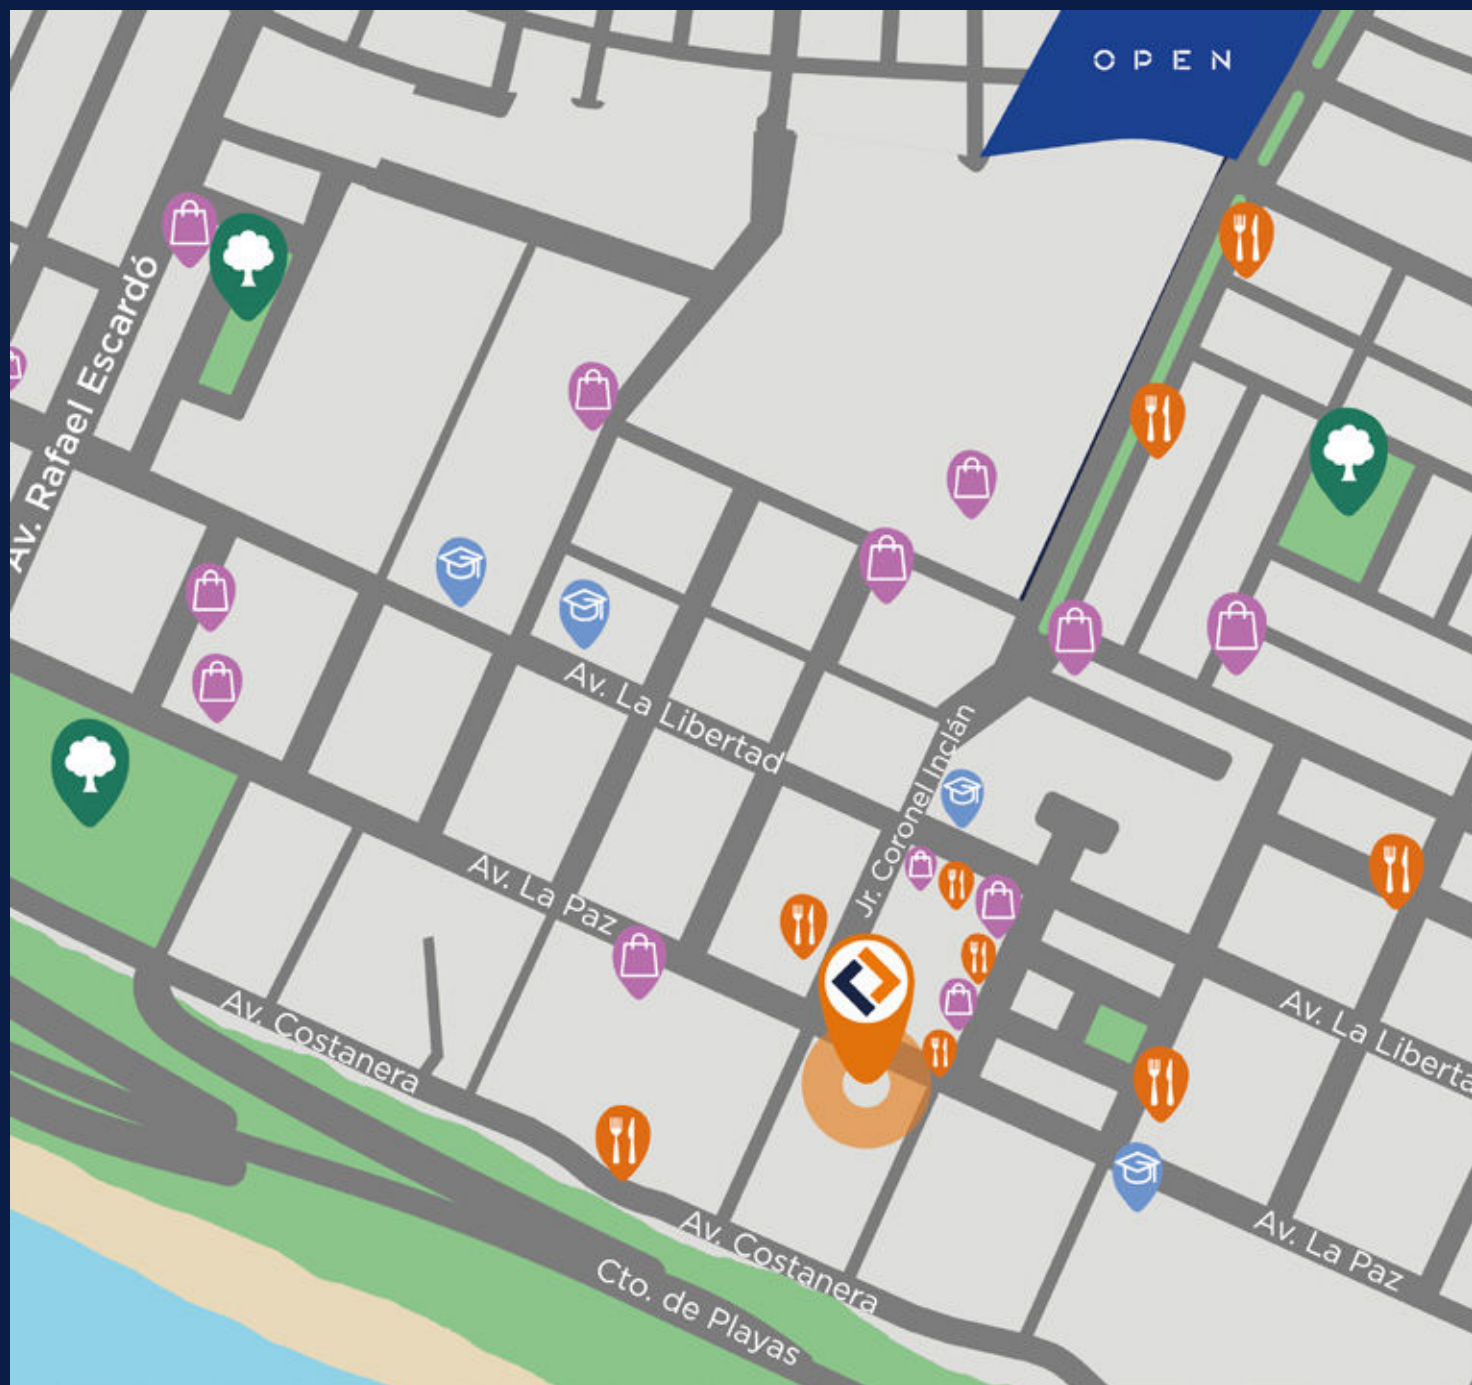 OPEN
Av. Rafael Escardó
Av. La Libertad
Jr. Coronel Inclán
Av. La Paz
Av. Costanera
Av. La Liberta
Av. La Paz
Av. Costanera
Cto. de Playas